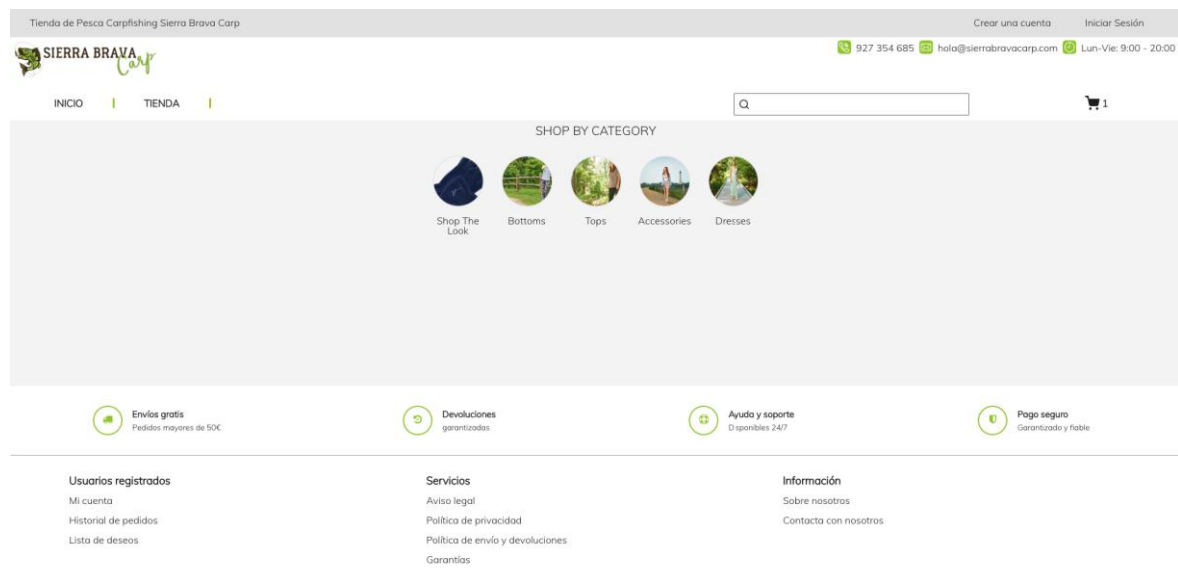 Tienda de Pesca Carpfishing Sierra Brava Carp
Crear una cuenta
Iniciar Sesión
SIERRA BRAVA
Carp
927 354 685
hola@sierrabravacarp.com
Lun-Vie: 9:00 - 20:00
INICIO
TIENDA
1
SHOP BY CATEGORY
Shop The
Look
Bottoms
Tops
Accessories
Dresses
Envíos gratis
Pedidos mayores de 50€
Devoluciones
garantizadas
Ayuda y soporte
Disponibles 24/7
Pago seguro
Garantizado y fiable
Usuarios registrados
Mi cuenta
Historial de pedidos
Lista de deseos
Servicios
Aviso legal
Política de privacidad
Política de envío y devoluciones
Garantías
Información
Sobre nosotros
Contacta con nosotros